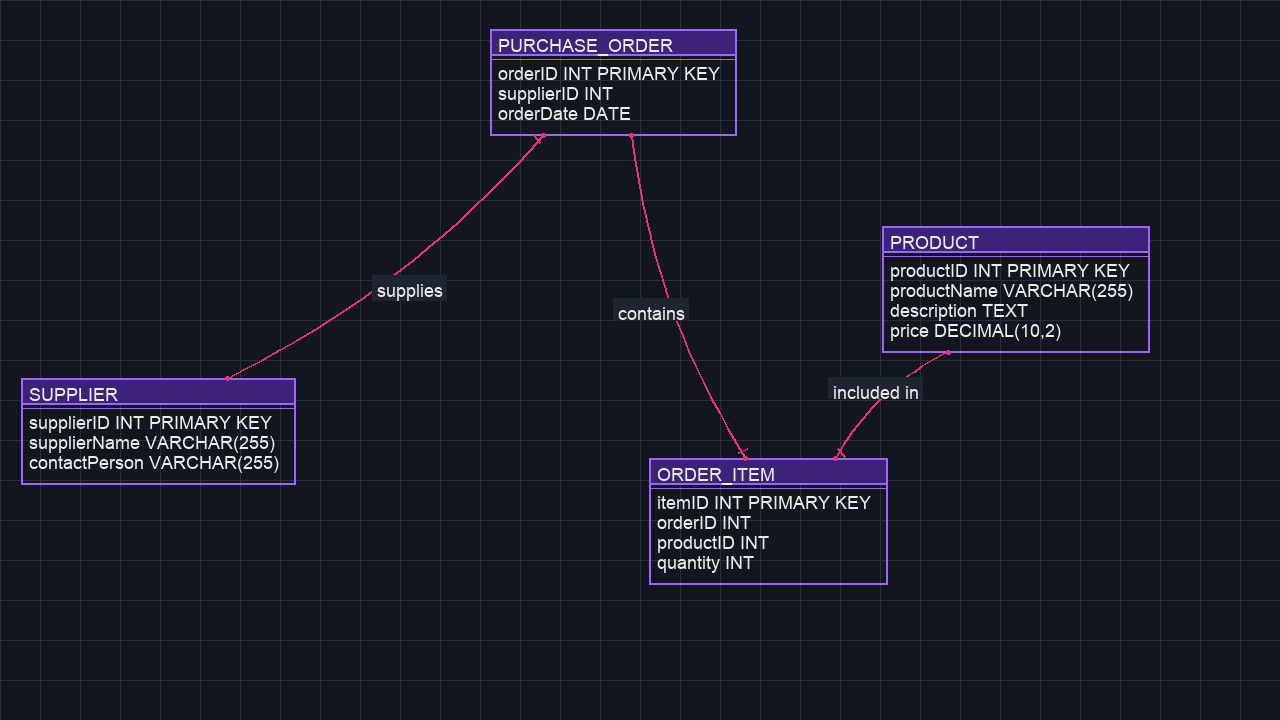 PURCHASE_ORDER
orderID INT PRIMARY KEY
supplierID INT
orderDate DATE
PRODUCT
productID INT PRIMARY KEY
productName VARCHAR(255)
description TEXT
price DECIMAL(10,2)
supplies
contains
included in
SUPPLIER
supplierID INT PRIMARY KEY
supplierName VARCHAR(255)
contactPerson VARCHAR(255)
ORDER_ITEM
itemID INT PRIMARY KEY
orderID INT
productID INT
quantity INT